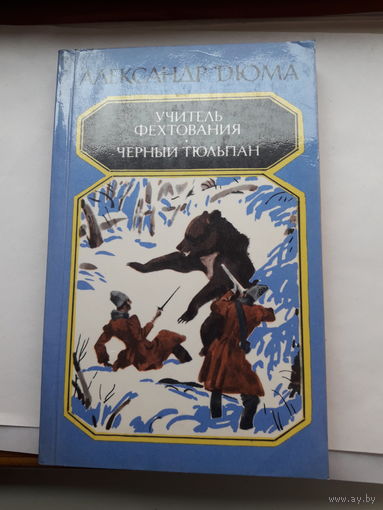 АЛЕКСАНДР ДЮМА
УЧИТЕЛЬ
ФЕХТОВАНИЯ
·
ЧЕРНЫЙ ТЮЛЬПАН
www.ay.by